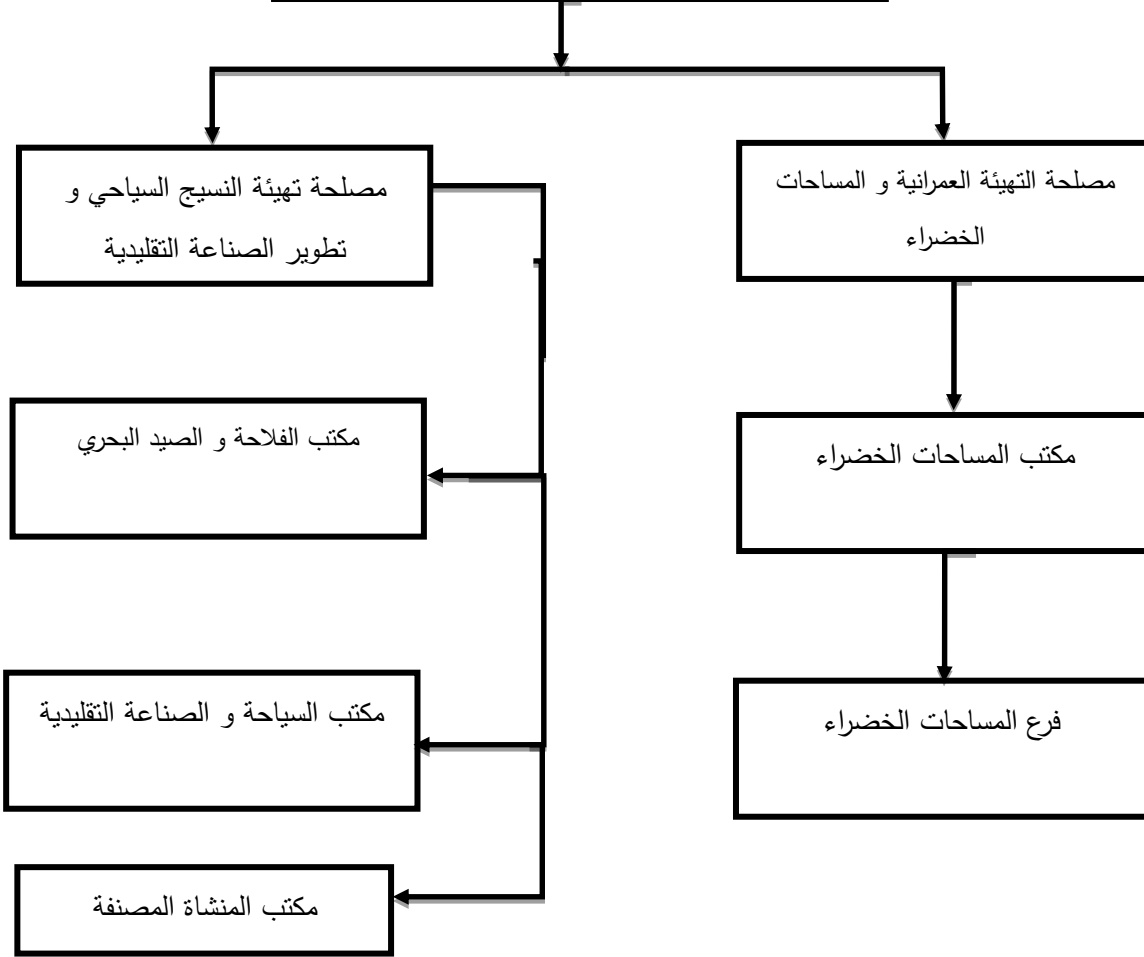 مصلحة التهيئة العمرانية و المساحات
الخضراء
مكتب المساحات الخضراء
فرع المساحات الخضراء
مصلحة تهيئة النسيج السياحي و
تطوير الصناعة التقليدية
مكتب الفلاحة و الصيد البحري
مكتب السياحة و الصناعة التقليدية
مكتب المنشاة المصنفة